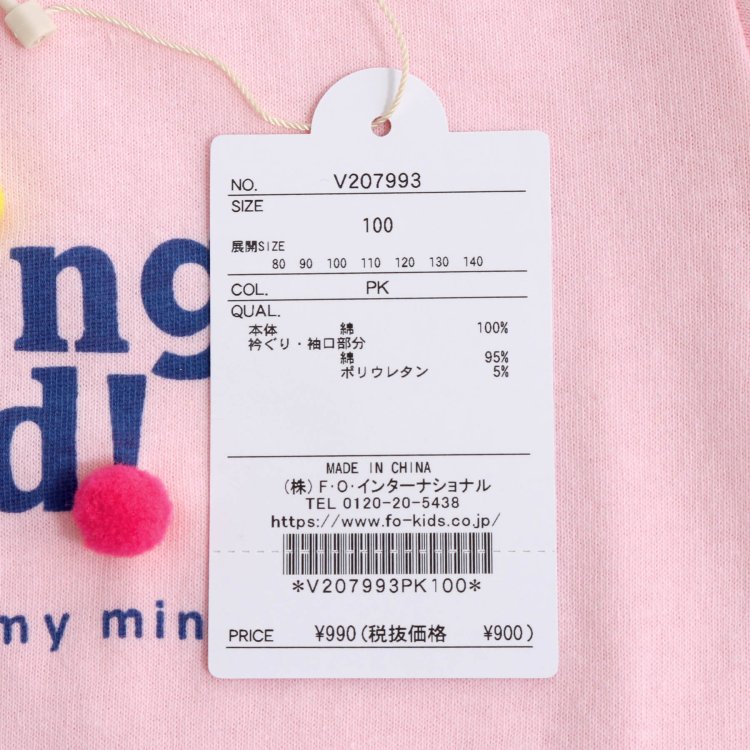 ng
d!
my min
NO. V207993
SIZE
100
展開SIZE
80 90 100 110 120 130 140
COL. PK
QUAL.
本体 綿 100%
衿ぐり・袖口部分
綿 95%
ポリウレタン 5%
MADE IN CHINA
(株)F・O・インターナショナル
TEL 0120-20-5438
https://www.fo-kids.co.jp/
*V207993PK100*
PRICE ¥990(税抜価格 ¥900)